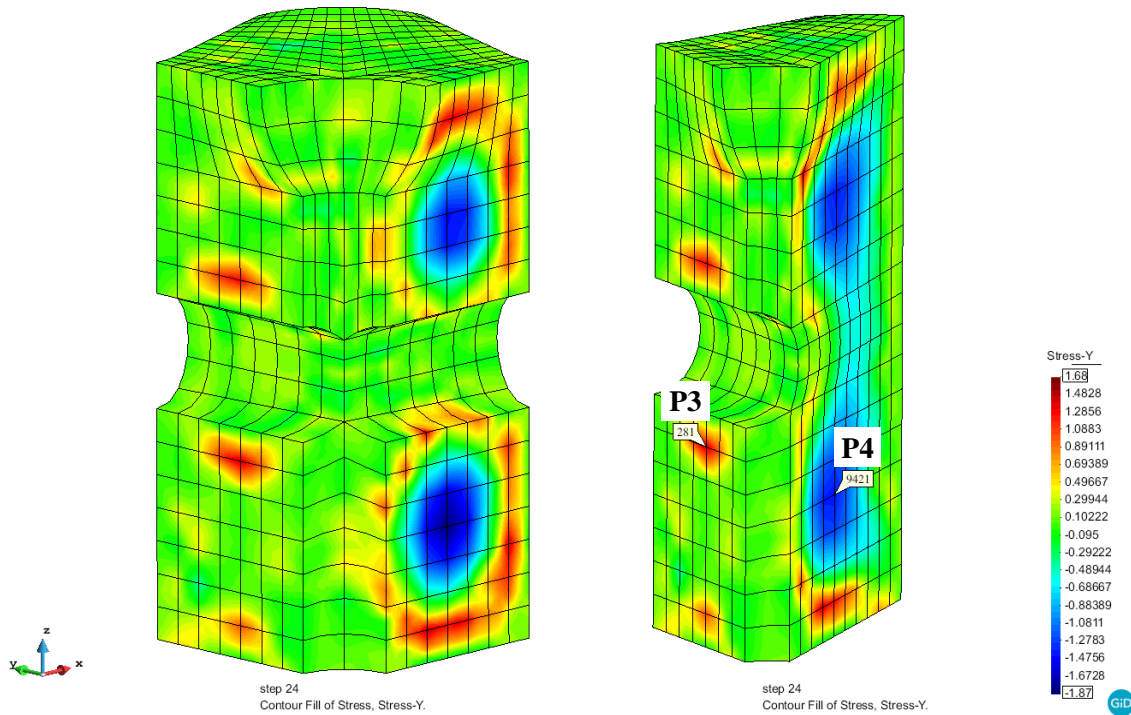 P3
281
P4
9421
z
y
x
step 24
Contour Fill of Stress, Stress-Y.
step 24
Contour Fill of Stress, Stress-Y.
Stress-Y
1.68
1.4828
1.2856
1.0883
0.89111
0.69389
0.49667
0.29944
0.10222
-0.095
-0.29222
-0.48944
-0.68667
-0.88389
-1.0811
-1.2783
-1.4756
-1.6728
-1.87
GiD